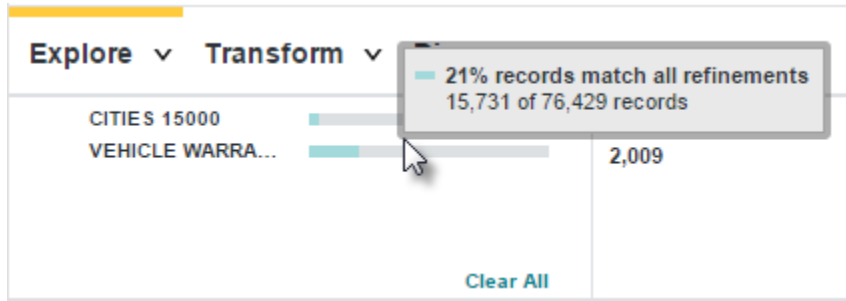 Explore Transform
21% records match all refinements
15,731 of 76,429 records
CITIES 15000
VEHICLE WARRA...
2,009
Clear All